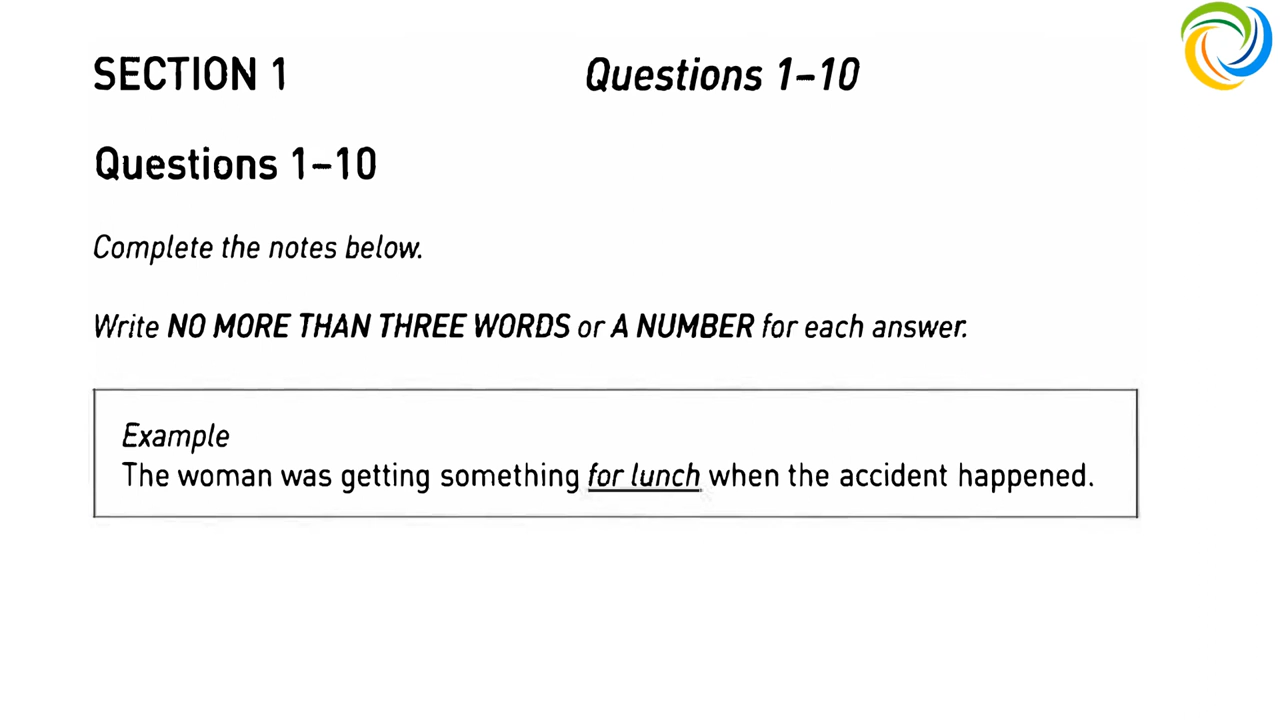 SECTION 1 Questions 1–10
Questions 1–10
Complete the notes below.
Write NO MORE THAN THREE WORDS or A NUMBER for each answer.
Example
The woman was getting something for lunch when the accident happened.